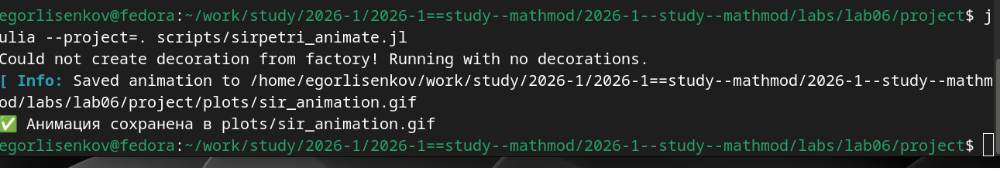 egorlisenkov@fedora:~/work/study/2026-1/2026-1==study--mathmod/2026-1--study--mathmod/labs/lab06/project$ j
ulia --project=. scripts/sirpetri_animate.jl
Could not create decoration from factory! Running with no decorations.
[ Info: Saved animation to /home/egorlisenkov/work/study/2026-1/2026-1==study--mathmod/2026-1--study--mathm
od/labs/lab06/project/plots/sir_animation.gif
✅ Анимация сохранена в plots/sir_animation.gif
egorlisenkov@fedora:~/work/study/2026-1/2026-1==study--mathmod/2026-1--study--mathmod/labs/lab06/project$